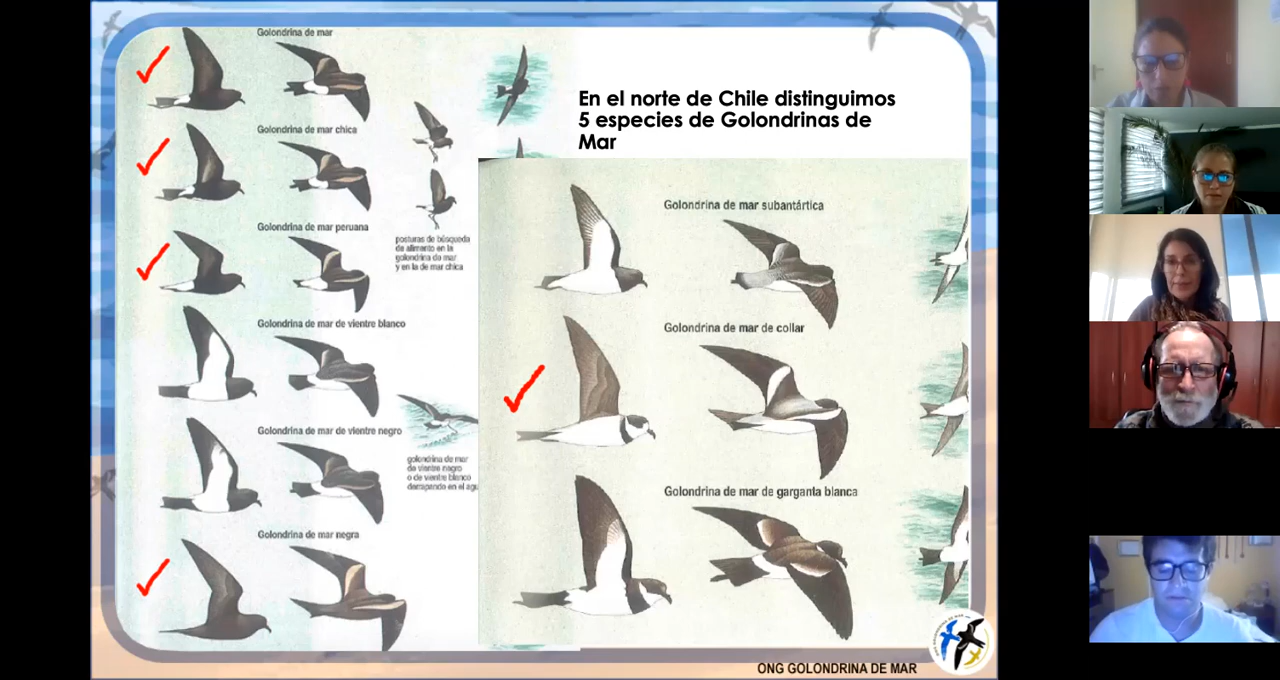 Golondrina de mar
Golondrina de mar chica
Golondrina de mar peruana
posturas de búsqueda
de alimento en la
golondrina de mar
y en la de mar chica
Golondrina de mar de vientre blanco
Golondrina de mar de vientre negro
golondrina de mar
de vientre negro
o de vientre blanco
derrapando en el agu
Golondrina de mar negra
En el norte de Chile distinguimos
5 especies de Golondrinas de
Mar
Golondrina de mar subantártica
Golondrina de mar de collar
Golondrina de mar de garganta blanca
ONG GOLONDRINA DE MAR